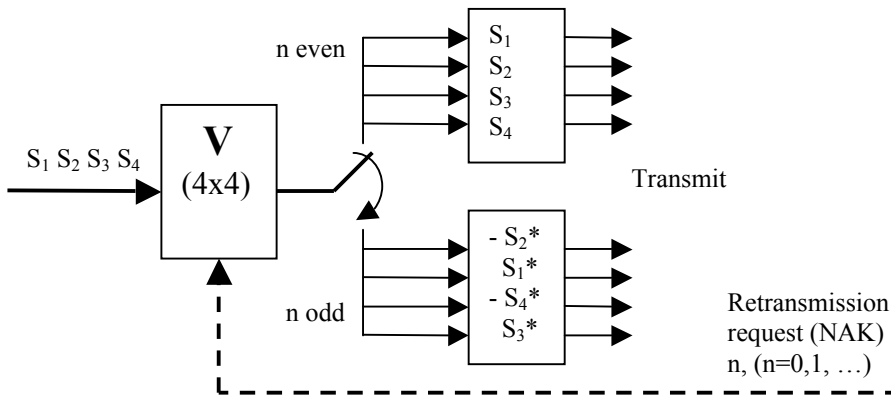 n even
S₁
S₂
S₃
S₄
V
(4x4)
S₁ S₂ S₃ S₄
Transmit
n odd
- S₂*
S₁*
- S₄*
S₃*
Retransmission
request (NAK)
n, (n=0,1, …)